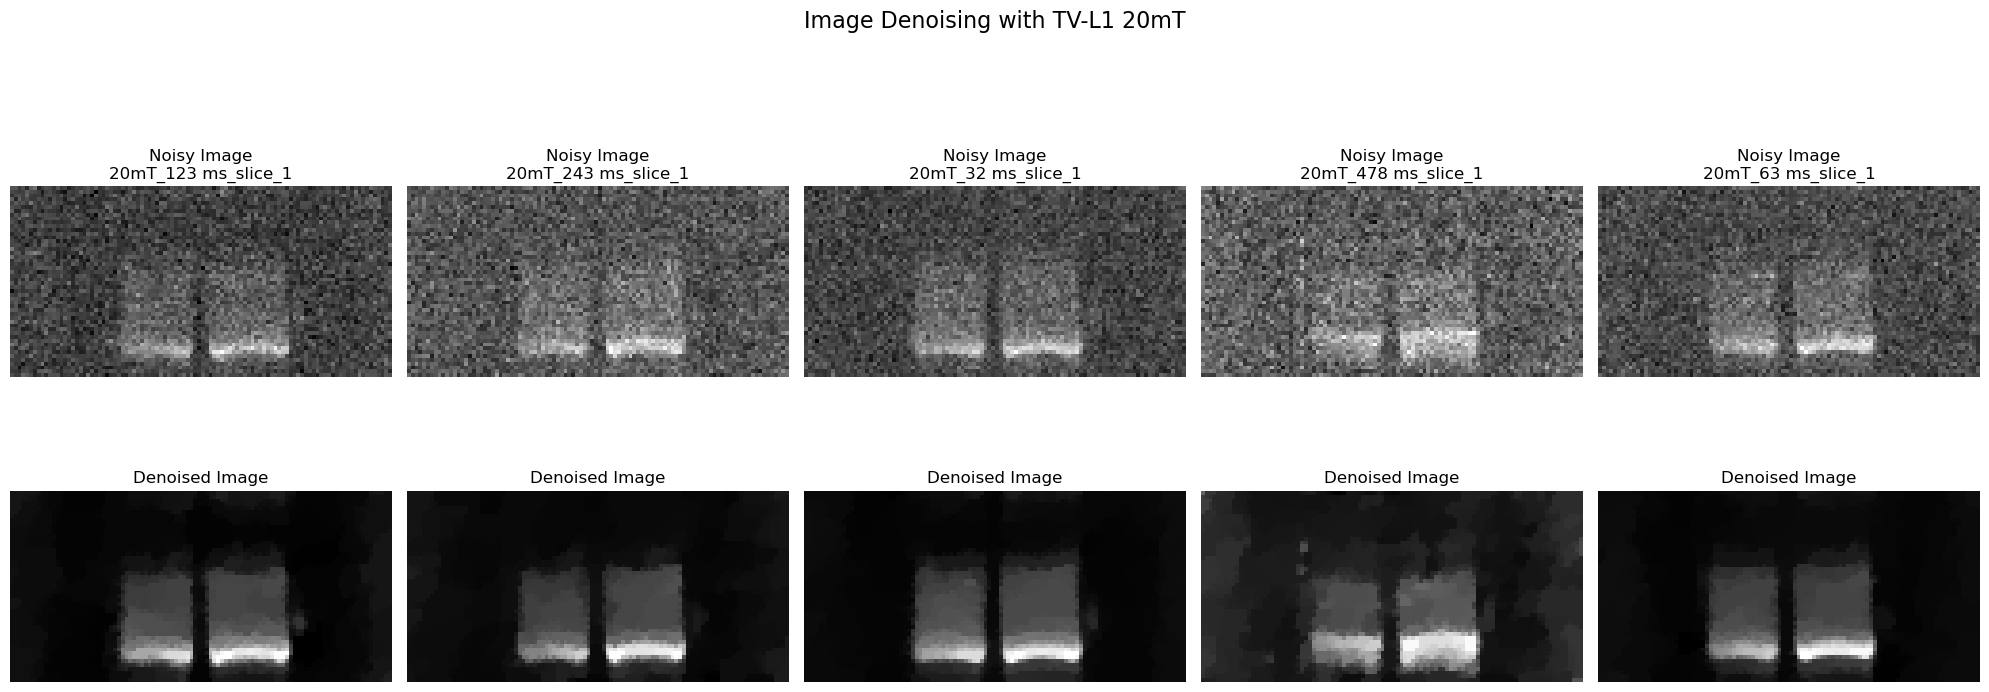 Image Denoising with TV-L1 20mT
Noisy Image
20mT_123 ms_slice_1
Noisy Image
20mT_243 ms_slice_1
Noisy Image
20mT_32 ms_slice_1
Noisy Image
20mT_478 ms_slice_1
Noisy Image
20mT_63 ms_slice_1
Denoised Image
Denoised Image
Denoised Image
Denoised Image
Denoised Image